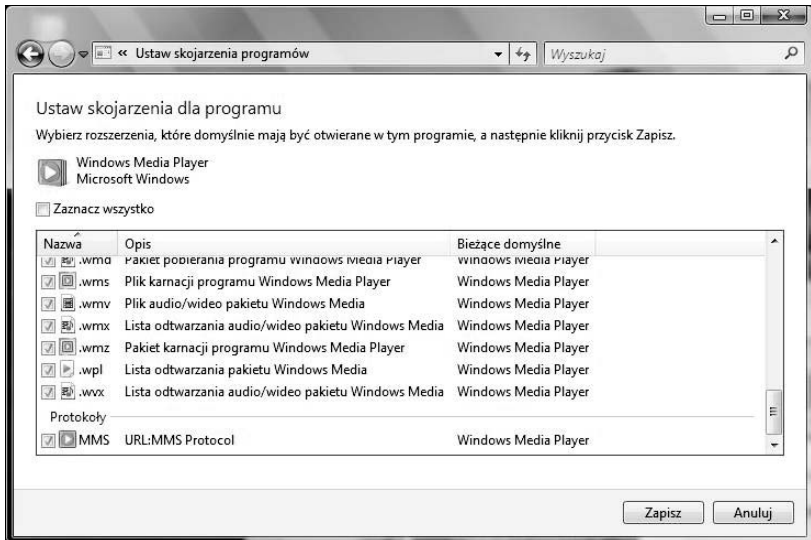 « Ustaw skojarzenia programów
Wyszukaj
Ustaw skojarzenia dla programu
Wybierz rozszerzenia, które domyślnie mają być otwierane w tym programie, a następnie kliknij przycisk Zapisz.
Windows Media Player
Microsoft Windows
Zaznacz wszystko
Nazwa Opis Bieżące domyślne
.wmd Pakiet pobierania programu Windows Media Player Windows Media Player
.wms Plik karnacji programu Windows Media Player Windows Media Player
.wmv Plik audio/wideo pakietu Windows Media Windows Media Player
.wmx Lista odtwarzania audio/wideo pakietu Windows Media Windows Media Player
.wmz Pakiet karnacji programu Windows Media Player Windows Media Player
.wpl Lista odtwarzania pakietu Windows Media Windows Media Player
.wvx Lista odtwarzania audio/wideo pakietu Windows Media Windows Media Player
Protokoły
MMS URL:MMS Protocol Windows Media Player
Zapisz Anuluj